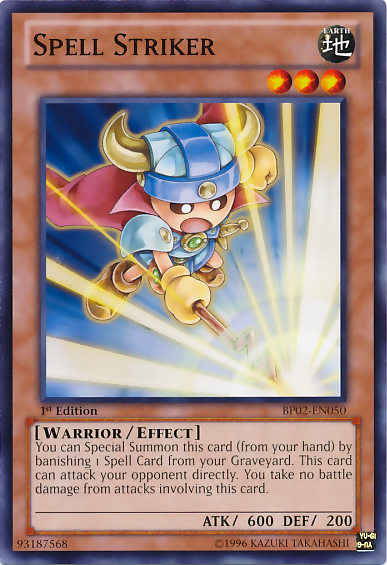 SPELL STRIKER
EARTH
地
1st Edition
BP02-EN050
[WARRIOR/EFFECT]
You can Special Summon this card (from your hand) by
banishing 1 Spell Card from your Graveyard. This card
can attack your opponent directly. You take no battle
damage from attacks involving this card.
ATK/ 600 DEF/ 200
93187568
©1996 KAZUKI TAKAHASHI